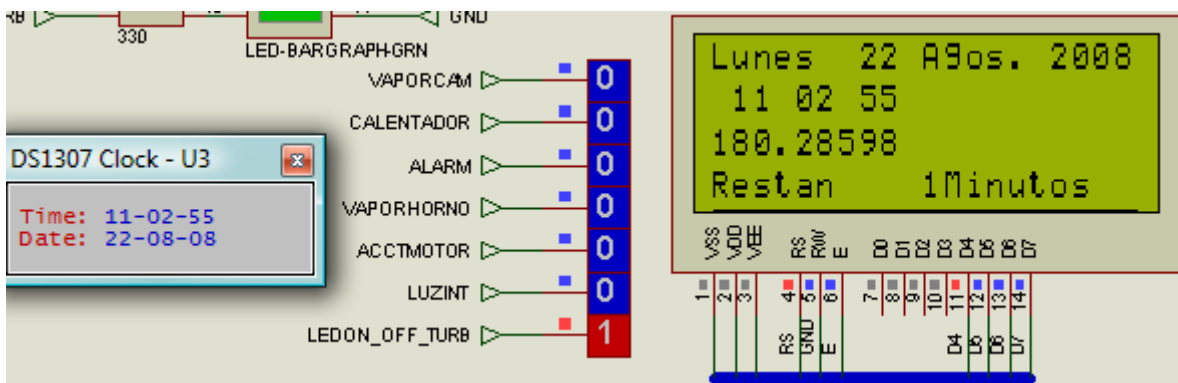 330
GND
LED-BARGRAPH-GRN
VAPORCAM 0
CALENTADOR 0
ALARM 0
VAPORHORNO 0
ACCTMOTOR 0
LUZINT 0
LEDON_OFF_TURB 1
DS1307 Clock - U3
Time: 11-02-55
Date: 22-08-08
Lunes 22 Agos. 2008
11 02 55
180.28598
Restan 1Minutos
VSS VDD VEE RS RW E D0 D1 D2 D3 D4 D5 D6 D7
1 2 3 4 5 6 7 8 9 10 11 12 13 14
RS GND E D4 D5 D6 D7